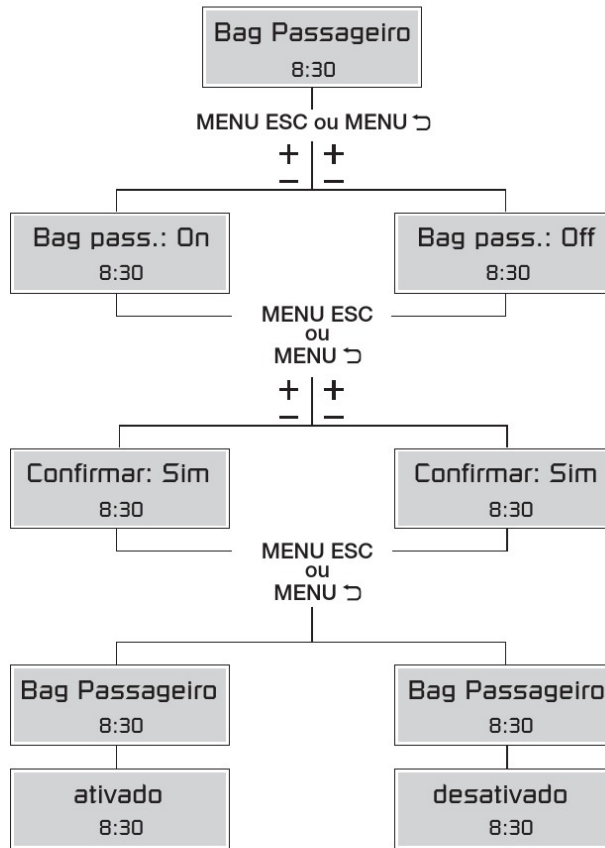 Bag Passageiro
8:30
MENU ESC ou MENU ⮌
+ +
– –
Bag pass.: On
8:30
Bag pass.: Off
8:30
MENU ESC
ou
MENU ⮌
+ +
– –
Confirmar: Sim
8:30
Confirmar: Sim
8:30
MENU ESC
ou
MENU ⮌
Bag Passageiro
8:30
Bag Passageiro
8:30
ativado
8:30
desativado
8:30